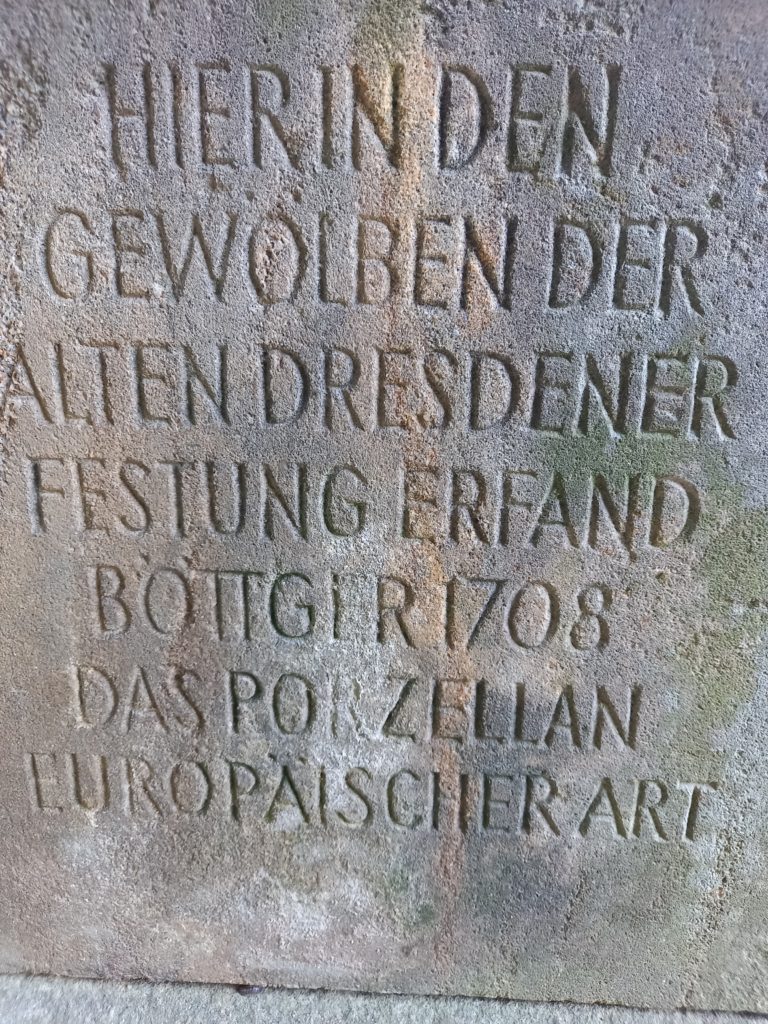 HIER IN DEN
GEWÖLBEN DER
ALTEN DRESDENER
FESTUNG ERFAND
BÖTTGER 1708
DAS PORZELLAN
EUROPÄISCHER ART